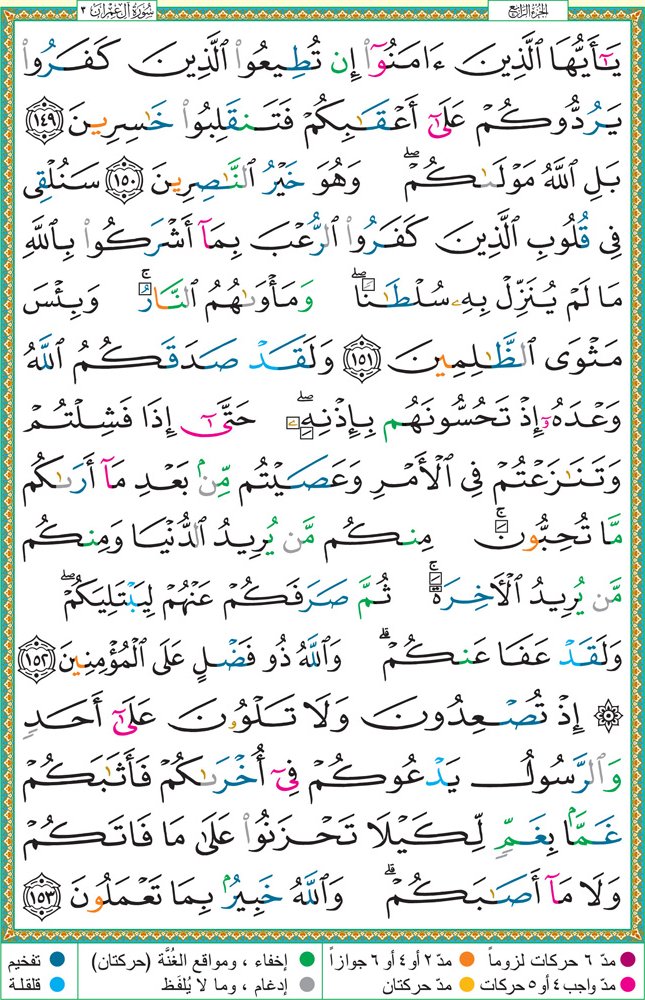 الجزء الرابع
سورة آل عمران ٣
يَـٰٓأَيُّهَا ٱلَّذِينَ ءَامَنُوٓا۟ إِن تُطِيعُوا۟ ٱلَّذِينَ كَفَرُوا۟
يَرُدُّوكُمْ عَلَىٰٓ أَعْقَـٰبِكُمْ فَتَنقَلِبُوا۟ خَـٰسِرِينَ ١٤٩
بَلِ ٱللَّهُ مَوْلَىٰكُمْ ۖ وَهُوَ خَيْرُ ٱلنَّـٰصِرِينَ ١٥٠ سَنُلْقِى
فِى قُلُوبِ ٱلَّذِينَ كَفَرُوا۟ ٱلرُّعْبَ بِمَآ أَشْرَكُوا۟ بِٱللَّهِ
مَا لَمْ يُنَزِّلْ بِهِۦ سُلْطَـٰنًا ۖ وَمَأْوَىٰهُمُ ٱلنَّارُ ۚ وَبِئْسَ
مَثْوَى ٱلظَّـٰلِمِينَ ١٥١ وَلَقَدْ صَدَقَكُمُ ٱللَّهُ
وَعْدَهُۥٓ إِذْ تَحُسُّونَهُم بِإِذْنِهِۦ ۖ حَتَّىٰٓ إِذَا فَشِلْتُمْ
وَتَنَـٰزَعْتُمْ فِى ٱلْأَمْرِ وَعَصَيْتُم مِّنۢ بَعْدِ مَآ أَرَىٰكُم
مَّا تُحِبُّونَ ۚ مِنكُم مَّن يُرِيدُ ٱلدُّنْيَا وَمِنكُم
مَّن يُرِيدُ ٱلْـَٔاخِرَةَ ۚ ثُمَّ صَرَفَكُمْ عَنْهُمْ لِيَبْتَلِيَكُمْ ۖ
وَلَقَدْ عَفَا عَنكُمْ ۗ وَٱللَّهُ ذُو فَضْلٍ عَلَى ٱلْمُؤْمِنِينَ ١٥٢
۞ إِذْ تُصْعِدُونَ وَلَا تَلْوُۥنَ عَلَىٰٓ أَحَدٍ
وَٱلرَّسُولُ يَدْعُوكُمْ فِىٓ أُخْرَىٰكُمْ فَأَثَـٰبَكُمْ
غَمًّۢا بِغَمٍّ لِّكَيْلَا تَحْزَنُوا۟ عَلَىٰ مَا فَاتَكُمْ
وَلَا مَآ أَصَـٰبَكُمْ ۗ وَٱللَّهُ خَبِيرٌۢ بِمَا تَعْمَلُونَ ١٥٣
مدّ ٦ حركات لزوماً مدّ ٢ أو ٤ أو ٦ جوازاً إخفاء ، ومواقع الغُنَّة (حركتان) تفخيم
مدّ واجب ٤ أو ٥ حركات مدّ حركتان إدغام ، وما لا يُلفَظ قلقلة